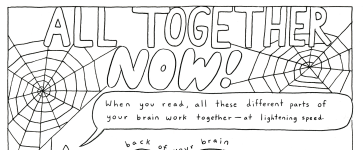 ALL TOGETHER
NOW!
When you read, all these different parts of
your brain work together—at lightening speed.
back of your brain